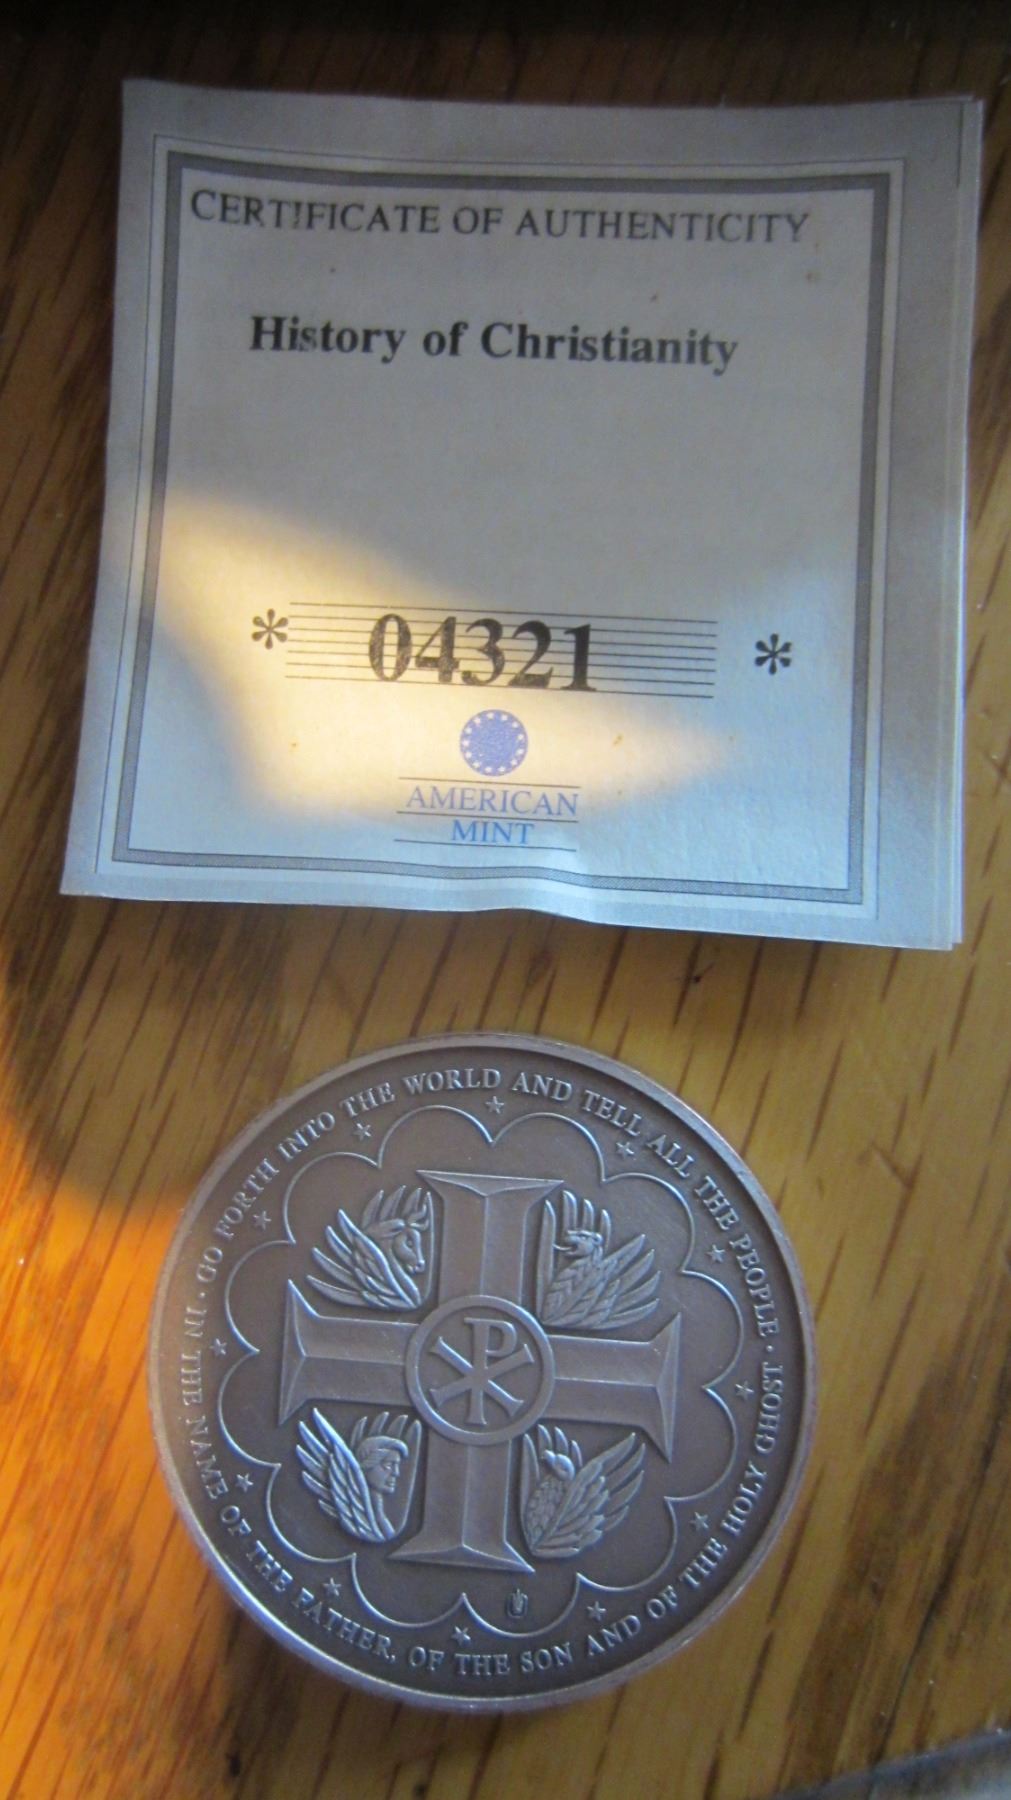 CERTIFICATE OF AUTHENTICITY
History of Christianity
* 04321 *
AMERICAN
MINT
GO FORTH INTO THE WORLD AND TELL ALL THE PEOPLE · IN THE NAME OF THE FATHER, OF THE SON AND OF THE HOLY GHOST ·